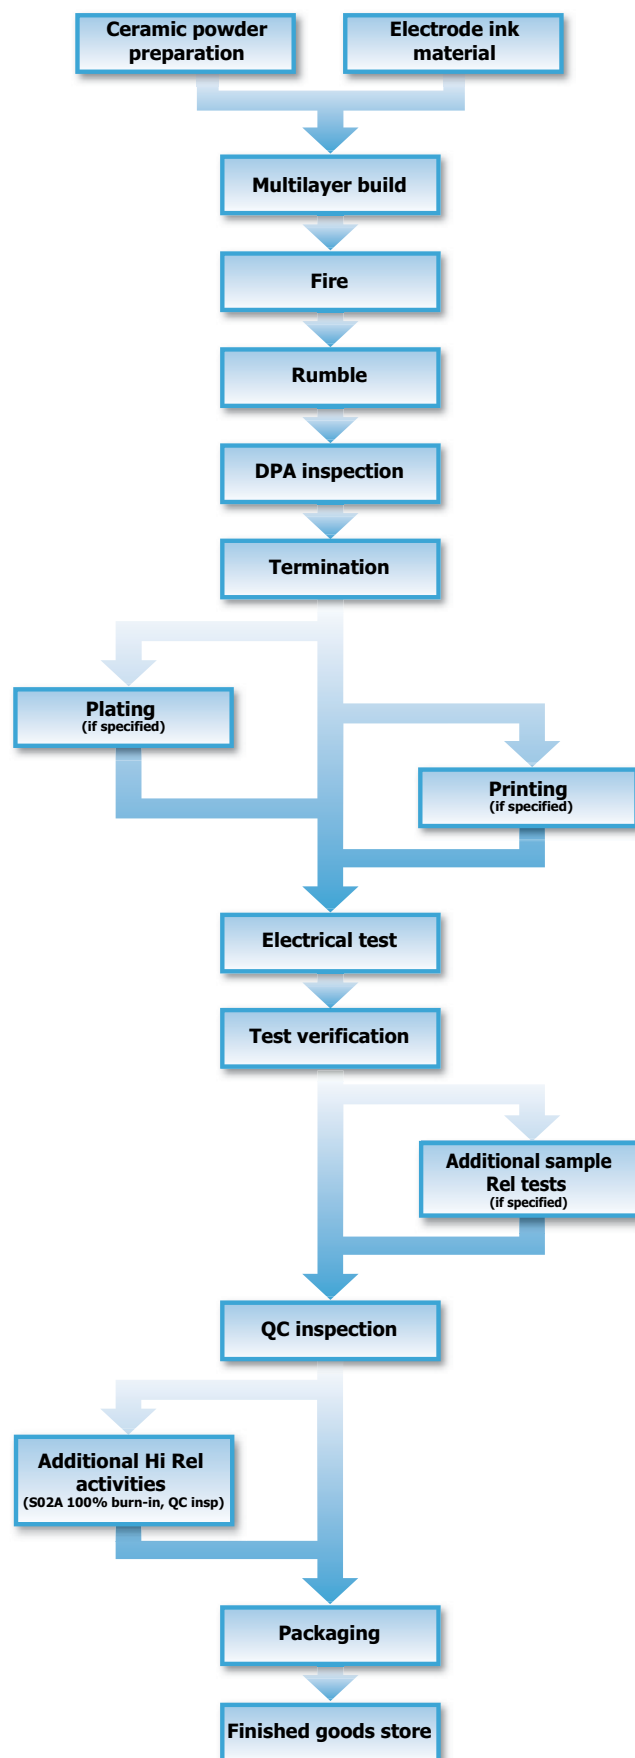 Ceramic powder
preparation
Electrode ink
material
Multilayer build
Fire
Rumble
DPA inspection
Termination
Plating
(if specified)
Printing
(if specified)
Electrical test
Test verification
Additional sample
Rel tests
(if specified)
QC inspection
Additional Hi Rel
activities
(S02A 100% burn-in, QC insp)
Packaging
Finished goods store